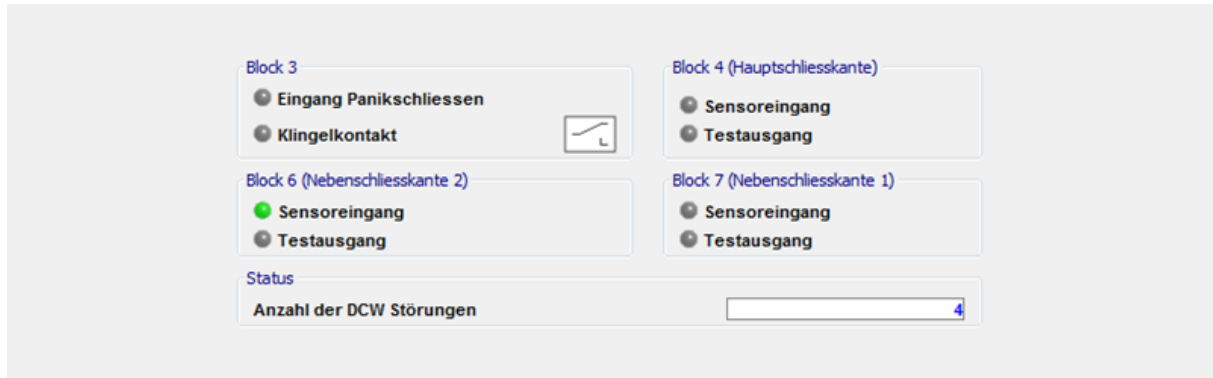 Block 3
Eingang Panikschliessen
Klingelkontakt
L
Block 4 (Hauptschliesskante)
Sensoreingang
Testausgang
Block 6 (Nebenschliesskante 2)
Sensoreingang
Testausgang
Block 7 (Nebenschliesskante 1)
Sensoreingang
Testausgang
Status
Anzahl der DCW Störungen 4